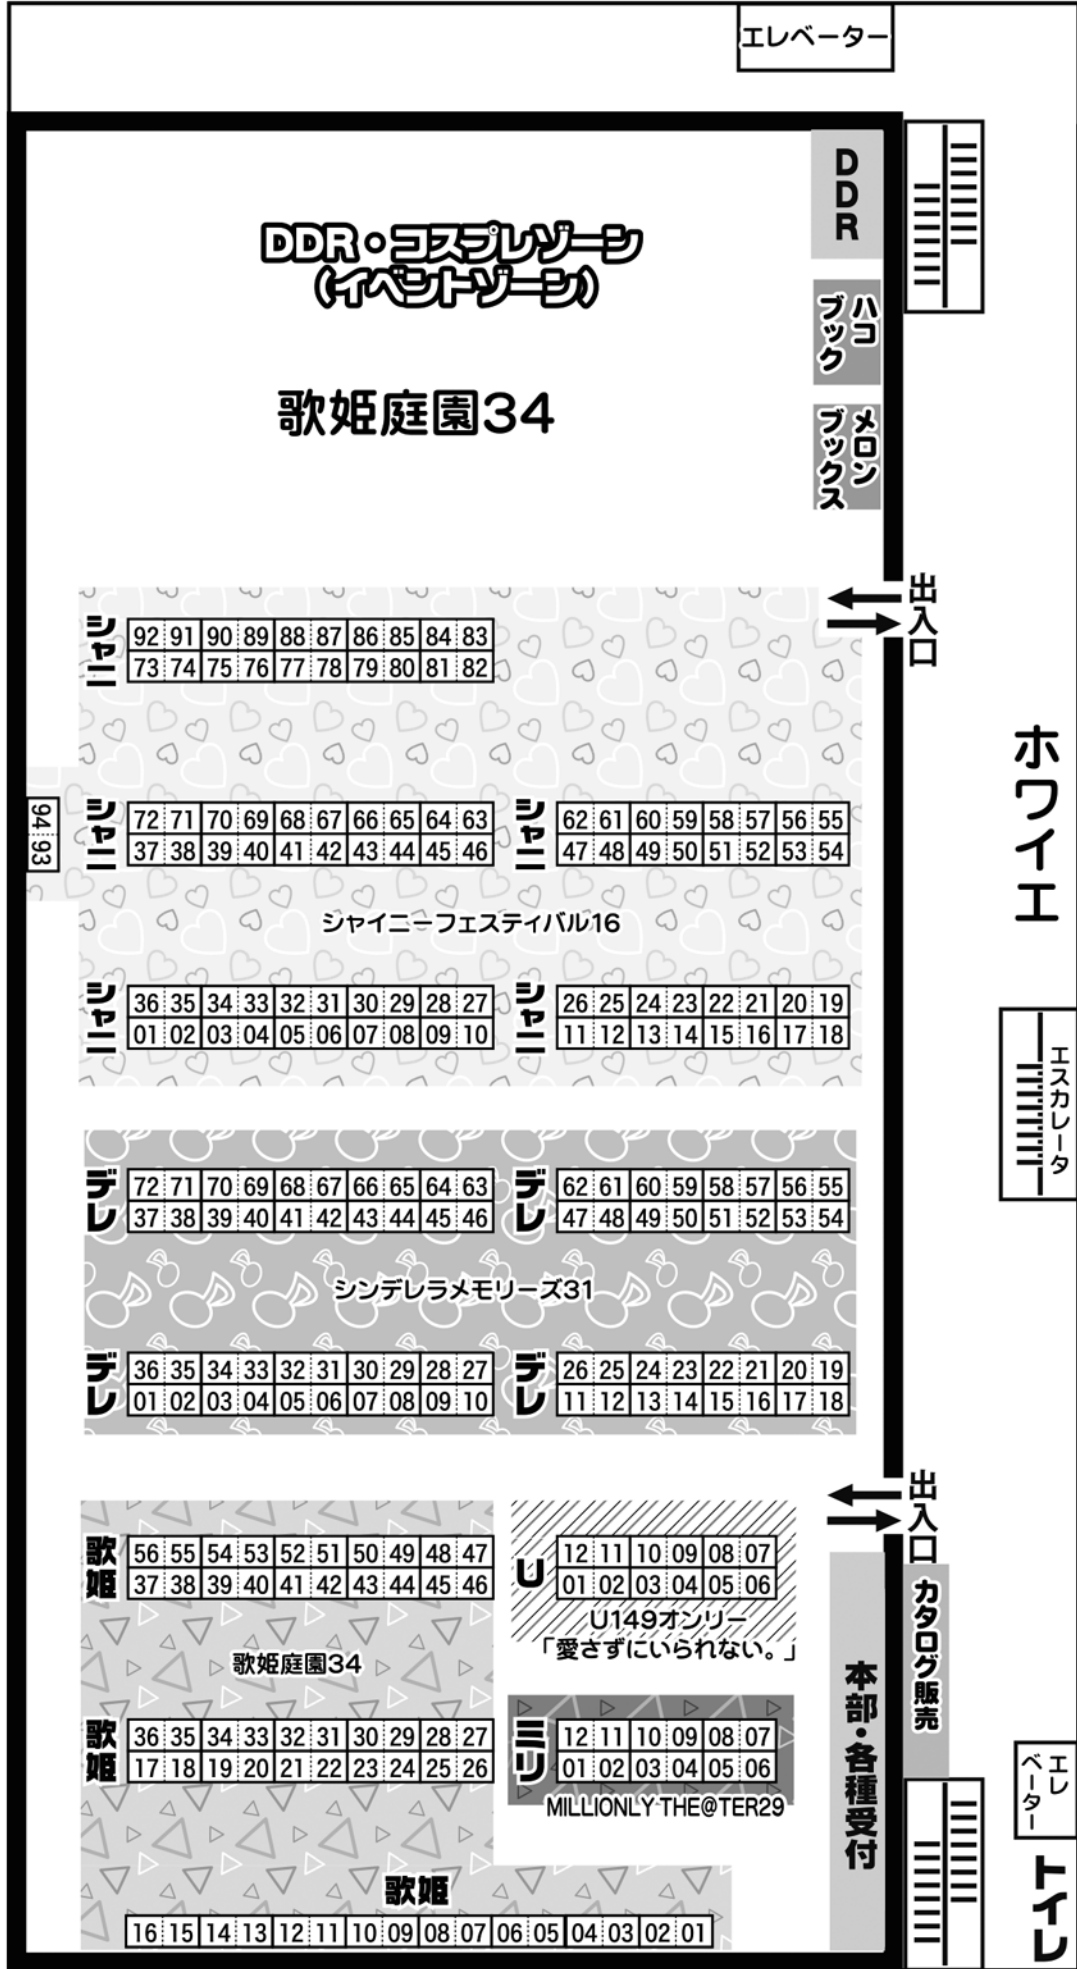 エレベーター
DDR
DDR・コスプレゾーン
（イベントゾーン）
ハコ
ブック
歌姫庭園34
メロン
ブックス
出入口
シャニ
92 91 90 89 88 87 86 85 84 83
73 74 75 76 77 78 79 80 81 82
ホワイエ
94 93
シャニ
72 71 70 69 68 67 66 65 64 63
37 38 39 40 41 42 43 44 45 46
シャニ
62 61 60 59 58 57 56 55
47 48 49 50 51 52 53 54
シャイニーフェスティバル16
シャニ
36 35 34 33 32 31 30 29 28 27
01 02 03 04 05 06 07 08 09 10
シャニ
26 25 24 23 22 21 20 19
11 12 13 14 15 16 17 18
エスカレータ
デレ
72 71 70 69 68 67 66 65 64 63
37 38 39 40 41 42 43 44 45 46
デレ
62 61 60 59 58 57 56 55
47 48 49 50 51 52 53 54
シンデレラメモリーズ31
デレ
36 35 34 33 32 31 30 29 28 27
01 02 03 04 05 06 07 08 09 10
デレ
26 25 24 23 22 21 20 19
11 12 13 14 15 16 17 18
出入口
歌姫
56 55 54 53 52 51 50 49 48 47
37 38 39 40 41 42 43 44 45 46
U
12 11 10 09 08 07
01 02 03 04 05 06
U149オンリー
「愛さずにいられない。」
カタログ販売
歌姫庭園34
本部・各種受付
歌姫
36 35 34 33 32 31 30 29 28 27
17 18 19 20 21 22 23 24 25 26
ミリ
12 11 10 09 08 07
01 02 03 04 05 06
MILLIONLY THE@TER29
エレ
ベーター
トイレ
歌姫
16 15 14 13 12 11 10 09 08 07 06 05 04 03 02 01